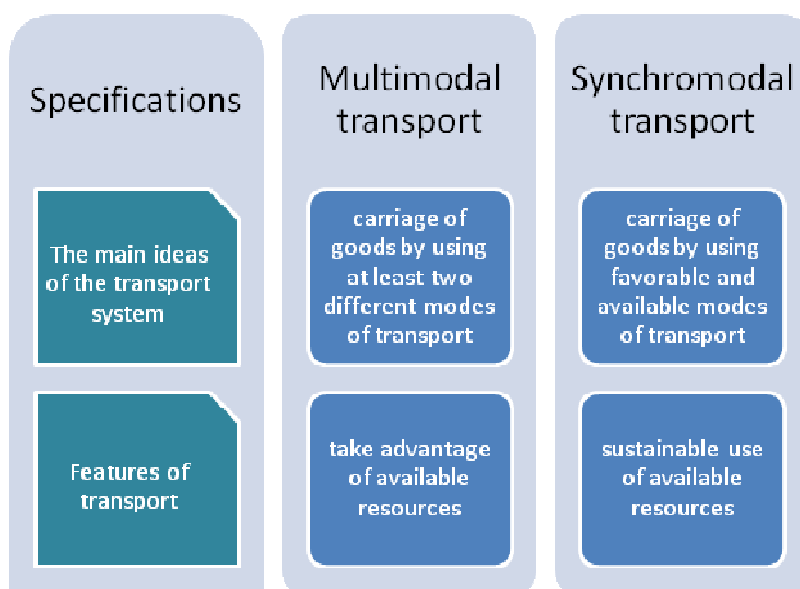 Specifications
Multimodal
transport
Synchromodal
transport
The main ideas
of the transport
system
carriage of
goods by using
at least two
different modes
of transport
carriage of
goods by using
favorable and
available modes
of transport
Features of
transport
take advantage
of available
resources
sustainable use
of available
resources